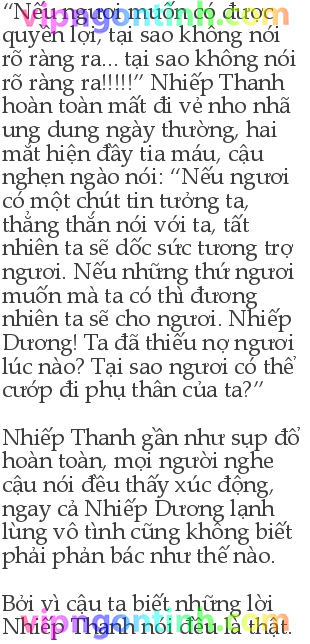 vipngontinh.com
“Nếu ngươi muốn có được
quyền lợi, tại sao không nói
rõ ràng ra... tại sao không nói
rõ ràng ra!!!!!” Nhiếp Thanh
hoàn toàn mất đi vẻ nho nhã
ung dung ngày thường, hai
mắt hiện đầy tia máu, cậu
nghẹn ngào nói: “Nếu ngươi
có một chút tin tưởng ta,
thẳng thắn nói với ta, tất
nhiên ta sẽ dốc sức tương trợ
ngươi. Nếu những thứ ngươi
muốn mà ta có thì đương
nhiên ta sẽ cho ngươi. Nhiếp
Dương! Ta đã thiếu nợ ngươi
lúc nào? Tại sao ngươi có thể
cướp đi phụ thân của ta?”
Nhiếp Thanh gần như sụp đổ
hoàn toàn, mọi người nghe
cậu nói đều thấy xúc động,
ngay cả Nhiếp Dương lạnh
lùng vô tình cũng không biết
phải phản bác như thế nào.
Bởi vì cậu ta biết những lời
Nhiếp Thanh nói đều là thật.
vipngontinh.com